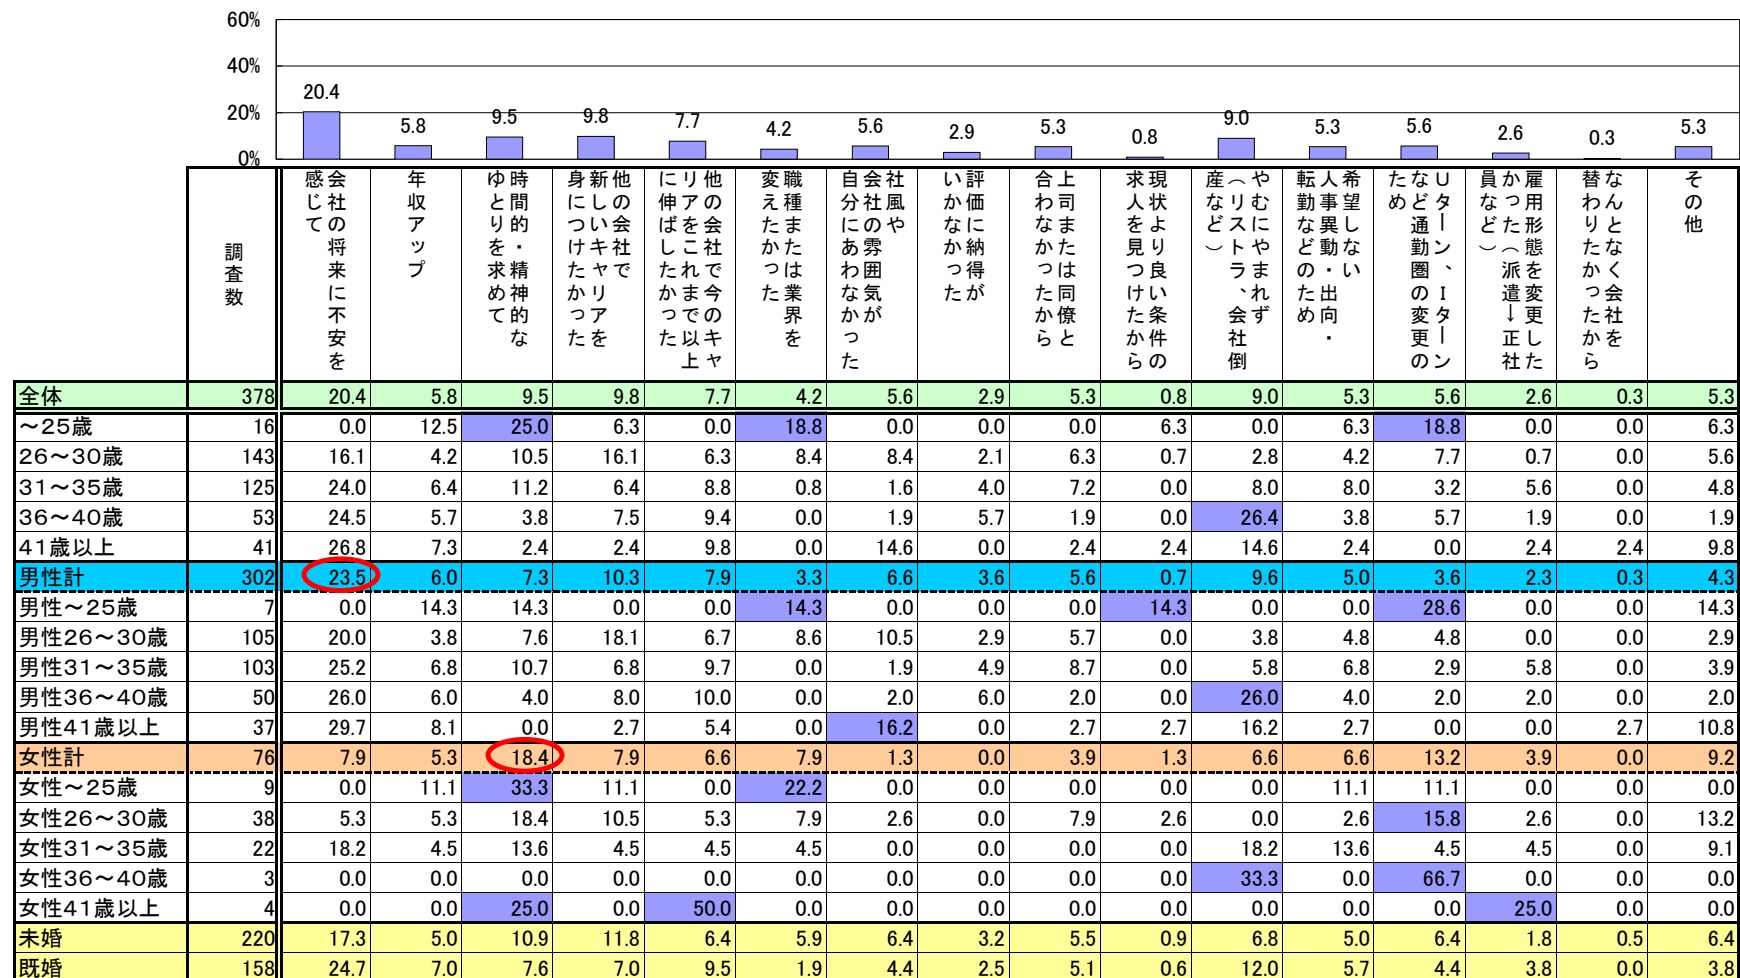 60%
40%
20%
0%
20.4 5.8 9.5 9.8 7.7 4.2 5.6 2.9 5.3 0.8 9.0 5.3 5.6 2.6 0.3 5.3
調査数
会社の将来に不安を
感じて
年収アップ
時間的・精神的な
ゆとりを求めて
他の会社で
新しいキャリアを
身につけたかった
他の会社で今のキャ
リアをこれまで以上
に伸ばしたかった
職種または業界を
変えたかった
社風や
会社の雰囲気が
自分にあわなかった
評価に納得が
いかなかった
上司または同僚と
合わなかったから
現状より良い条件の
求人を見つけたから
やむにやまれず
（リストラ、会社倒
産など）
希望しない
人事異動・出向・
転勤などのため
Uターン、Iターン
など通勤圏の変更の
ため
雇用形態を変更した
かった（派遣→正社
員など）
なんとなく会社を
替わりたかったから
その他
全体 378 20.4 5.8 9.5 9.8 7.7 4.2 5.6 2.9 5.3 0.8 9.0 5.3 5.6 2.6 0.3 5.3
～25歳 16 0.0 12.5 25.0 6.3 0.0 18.8 0.0 0.0 0.0 6.3 0.0 6.3 18.8 0.0 0.0 6.3
26～30歳 143 16.1 4.2 10.5 16.1 6.3 8.4 8.4 2.1 6.3 0.7 2.8 4.2 7.7 0.7 0.0 5.6
31～35歳 125 24.0 6.4 11.2 6.4 8.8 0.8 1.6 4.0 7.2 0.0 8.0 8.0 3.2 5.6 0.0 4.8
36～40歳 53 24.5 5.7 3.8 7.5 9.4 0.0 1.9 5.7 1.9 0.0 26.4 3.8 5.7 1.9 0.0 1.9
41歳以上 41 26.8 7.3 2.4 2.4 9.8 0.0 14.6 0.0 2.4 2.4 14.6 2.4 0.0 2.4 2.4 9.8
男性計 302 23.5 6.0 7.3 10.3 7.9 3.3 6.6 3.6 5.6 0.7 9.6 5.0 3.6 2.3 0.3 4.3
男性～25歳 7 0.0 14.3 14.3 0.0 0.0 14.3 0.0 0.0 0.0 14.3 0.0 0.0 28.6 0.0 0.0 14.3
男性26～30歳 105 20.0 3.8 7.6 18.1 6.7 8.6 10.5 2.9 5.7 0.0 3.8 4.8 4.8 0.0 0.0 2.9
男性31～35歳 103 25.2 6.8 10.7 6.8 9.7 0.0 1.9 4.9 8.7 0.0 5.8 6.8 2.9 5.8 0.0 3.9
男性36～40歳 50 26.0 6.0 4.0 8.0 10.0 0.0 2.0 6.0 2.0 0.0 26.0 4.0 2.0 2.0 0.0 2.0
男性41歳以上 37 29.7 8.1 0.0 2.7 5.4 0.0 16.2 0.0 2.7 2.7 16.2 2.7 0.0 0.0 2.7 10.8
女性計 76 7.9 5.3 18.4 7.9 6.6 7.9 1.3 0.0 3.9 1.3 6.6 6.6 13.2 3.9 0.0 9.2
女性～25歳 9 0.0 11.1 33.3 11.1 0.0 22.2 0.0 0.0 0.0 0.0 0.0 11.1 11.1 0.0 0.0 0.0
女性26～30歳 38 5.3 5.3 18.4 10.5 5.3 7.9 2.6 0.0 7.9 2.6 0.0 2.6 15.8 2.6 0.0 13.2
女性31～35歳 22 18.2 4.5 13.6 4.5 4.5 4.5 0.0 0.0 0.0 0.0 18.2 13.6 4.5 4.5 0.0 9.1
女性36～40歳 3 0.0 0.0 0.0 0.0 0.0 0.0 0.0 0.0 0.0 0.0 33.3 0.0 66.7 0.0 0.0 0.0
女性41歳以上 4 0.0 0.0 25.0 0.0 50.0 0.0 0.0 0.0 0.0 0.0 0.0 0.0 0.0 25.0 0.0 0.0
未婚 220 17.3 5.0 10.9 11.8 6.4 5.9 6.4 3.2 5.5 0.9 6.8 5.0 6.4 1.8 0.5 6.4
既婚 158 24.7 7.0 7.6 7.0 9.5 1.9 4.4 2.5 5.1 0.6 12.0 5.7 4.4 3.8 0.0 3.8